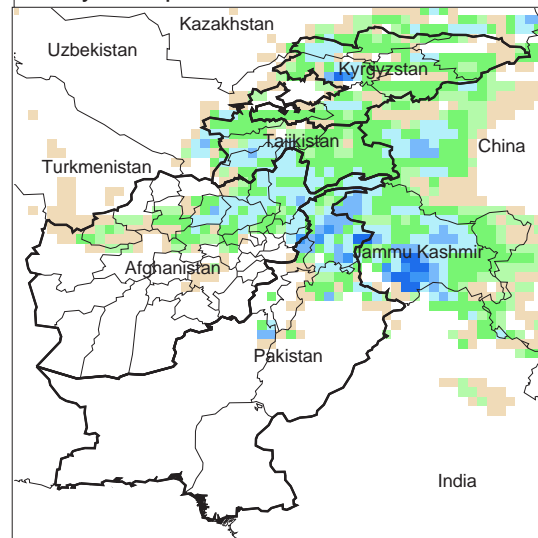 Kazakhstan
Uzbekistan
Kyrgyzstan
Tajikistan
China
Turkmenistan
Jammu Kashmir
Afghanistan
Pakistan
India